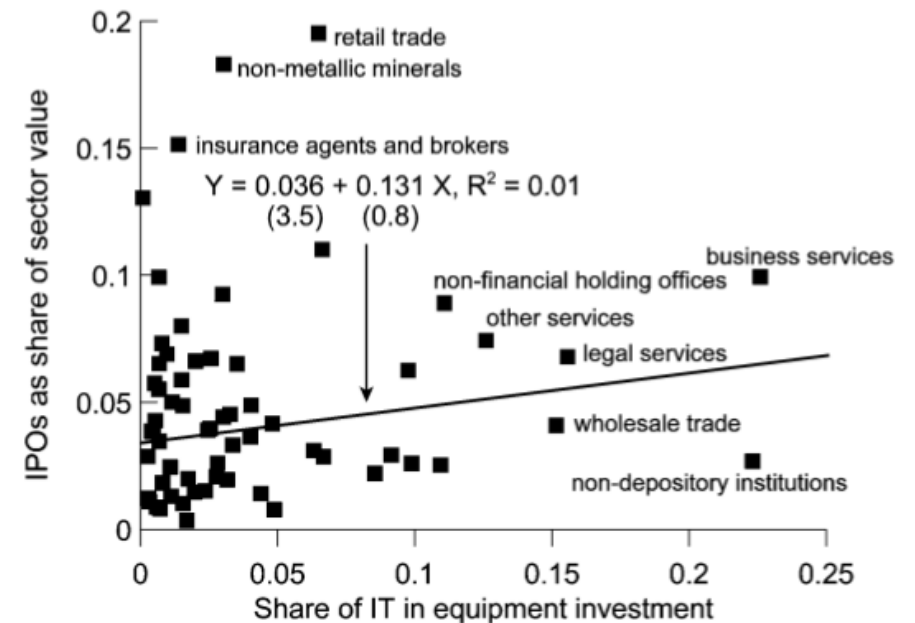 IPOs as share of sector value
0.2
0.15
0.1
0.05
0
retail trade
non-metallic minerals
insurance agents and brokers
Y = 0.036 + 0.131 X, R² = 0.01
(3.5) (0.8)
business services
non-financial holding offices
other services
legal services
wholesale trade
non-depository institutions
0 0.05 0.1 0.15 0.2 0.25
Share of IT in equipment investment